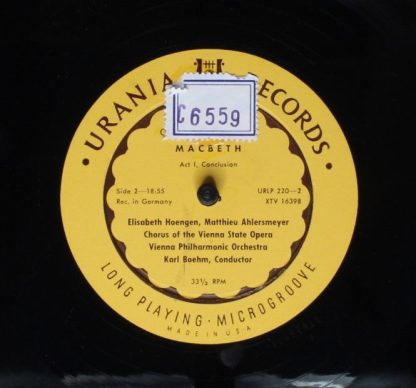 URANIA RECORDS
C6559
MACBETH
Act I, Conclusion
Side 2—18:55
Rec. in Germany
URLP 220—2
XTV 16398
Elisabeth Hoengen, Matthieu Ahlersmeyer
Chorus of the Vienna State Opera
Vienna Philharmonic Orchestra
Karl Boehm, Conductor
33⅓ RPM
LONG PLAYING · MICROGROOVE
MADE IN U.S.A.